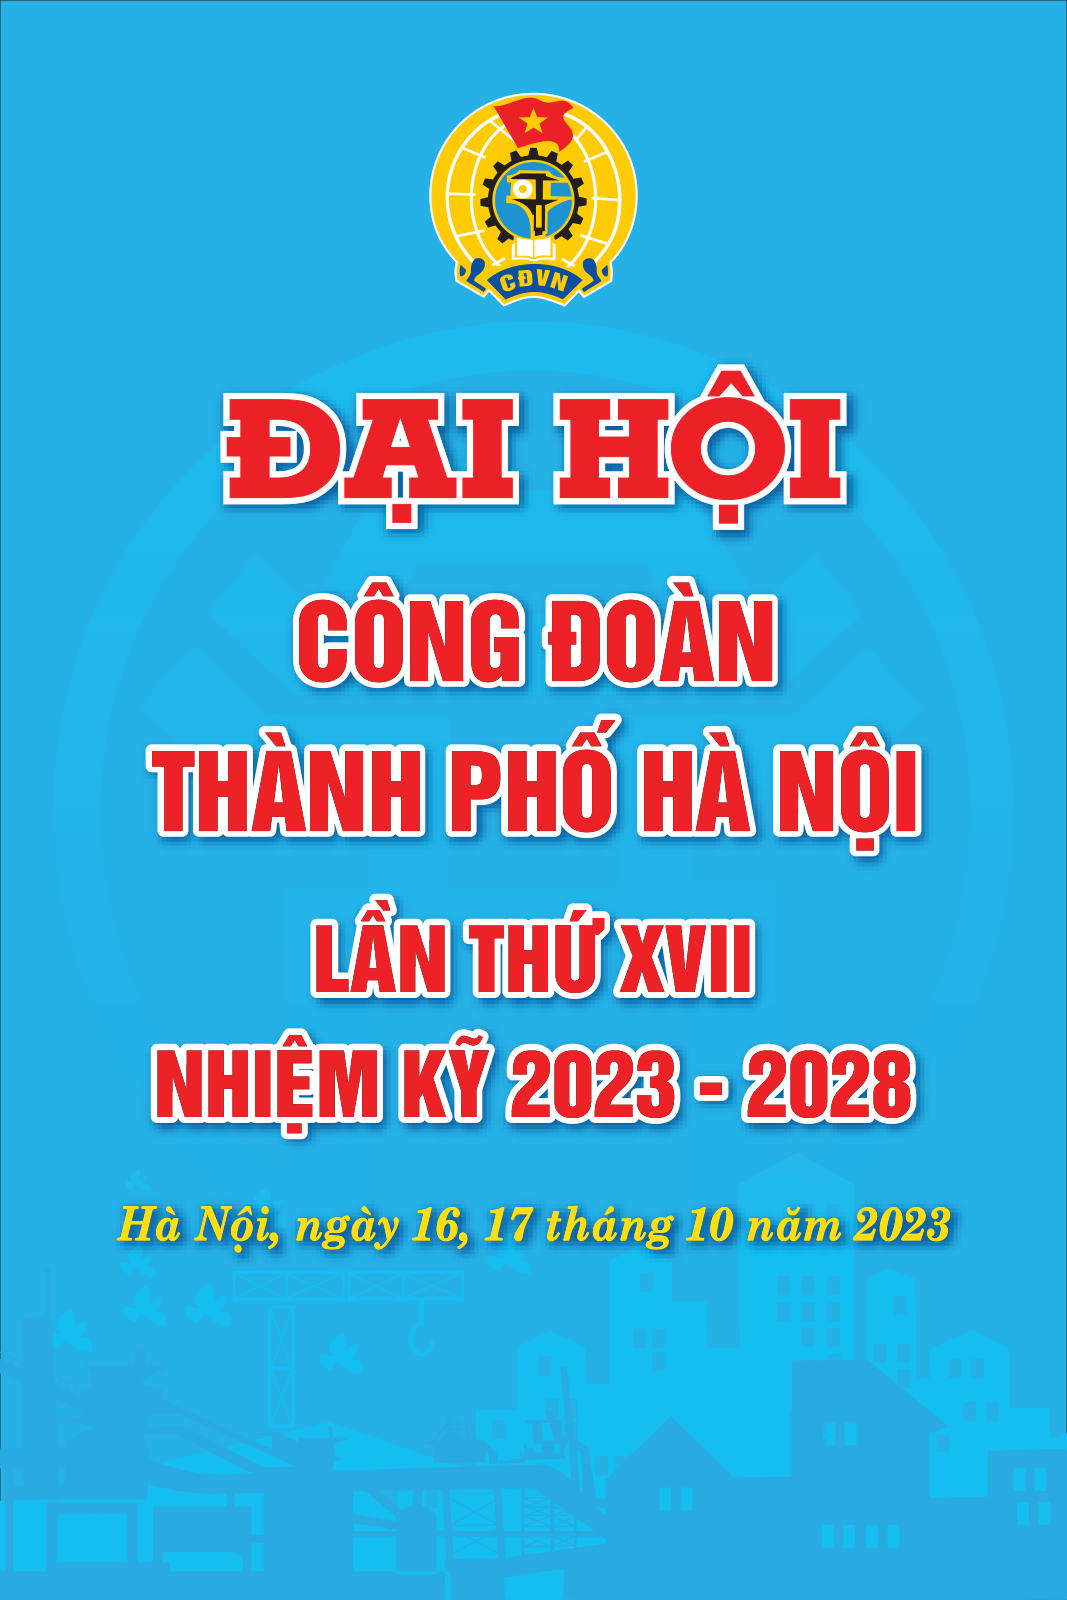 CĐVN
ĐẠI HỘI
CÔNG ĐOÀN
THÀNH PHỐ HÀ NỘI
LẦN THỨ XVII
NHIỆM KỸ 2023 - 2028
Hà Nội, ngày 16, 17 tháng 10 năm 2023